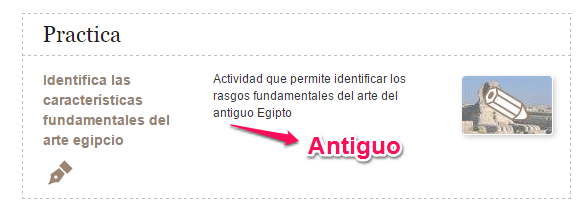 Practica
Identifica las
características
fundamentales del
arte egipcio
Actividad que permite identificar los
rasgos fundamentales del arte del
antiguo Egipto
Antiguo